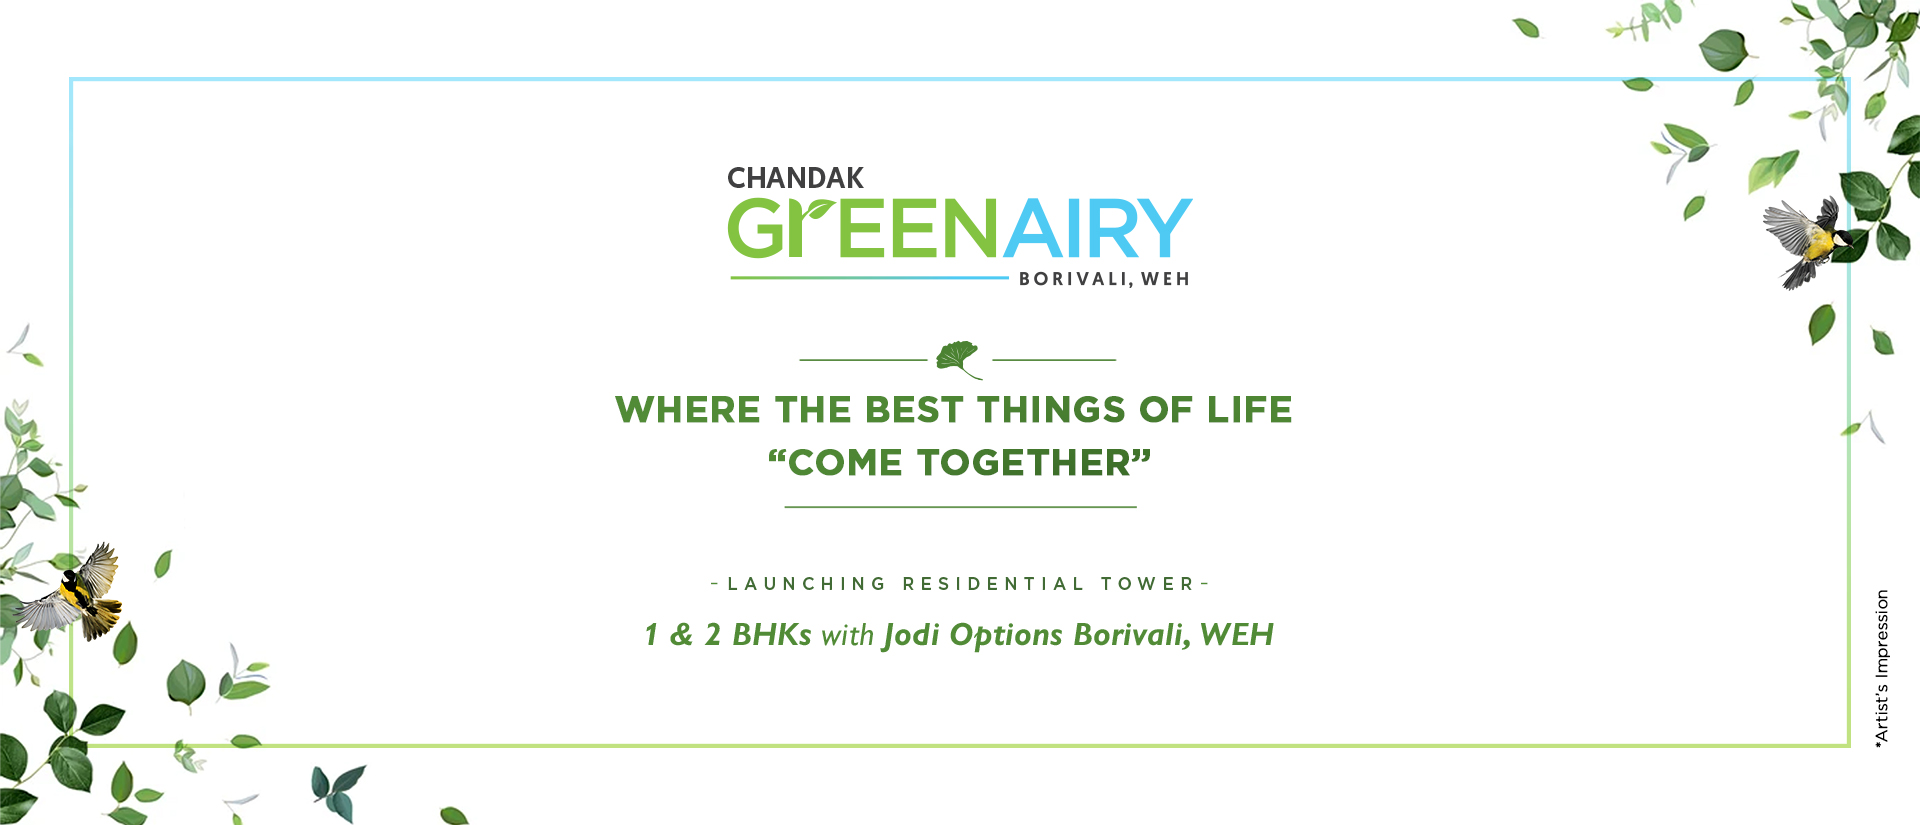 CHANDAK
GrEENAIRY
BORIVALI, WEH
WHERE THE BEST THINGS OF LIFE
“COME TOGETHER”
- LAUNCHING RESIDENTIAL TOWER -
1 & 2 BHKs with Jodi Options Borivali, WEH
*Artist's Impression